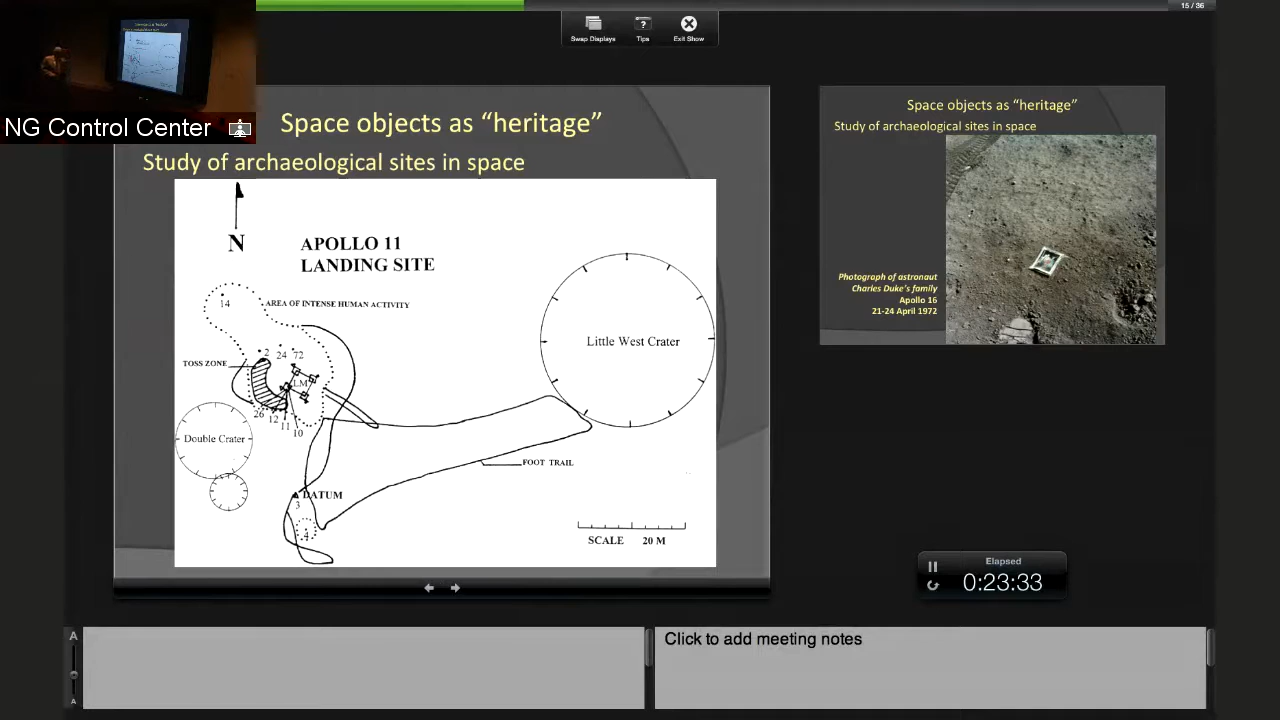 15 / 36
Swap Displays
Tips
Exit Show
NG Control Center
Space objects as “heritage”
Study of archaeological sites in space
N
APOLLO 11
LANDING SITE
14
AREA OF INTENSE HUMAN ACTIVITY
2 24 72
TOSS ZONE
LM
26
12
11
10
Double Crater
Little West Crater
FOOT TRAIL
DATUM
3
4
SCALE 20 M
Space objects as “heritage”
Study of archaeological sites in space
Photograph of astronaut
Charles Duke’s family
Apollo 16
21-24 April 1972
Elapsed
0:23:33
A
A
Click to add meeting notes